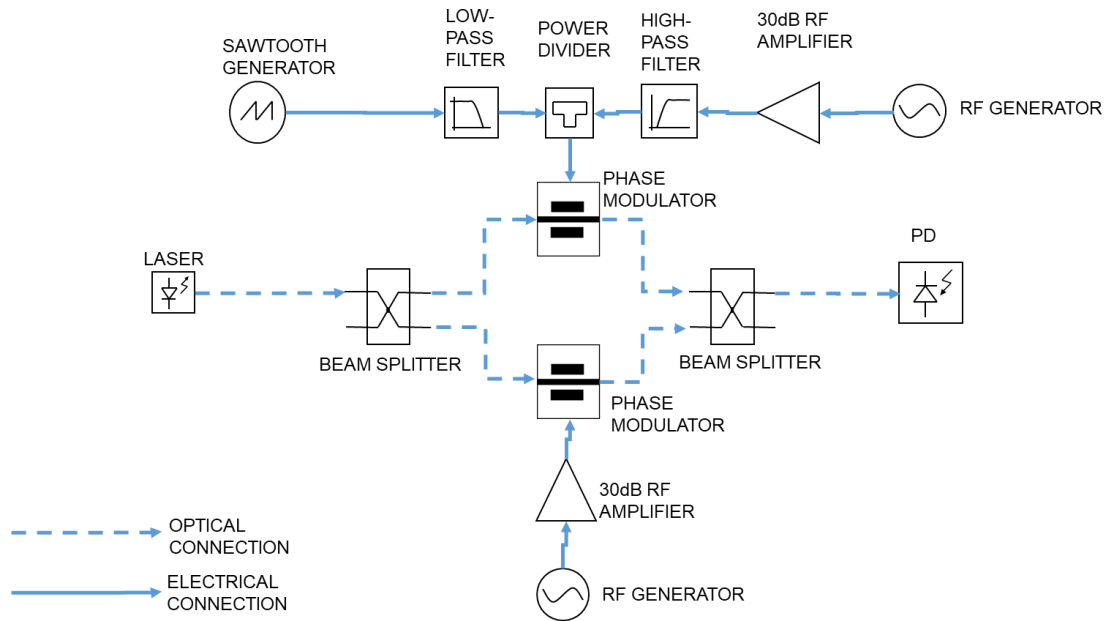 SAWTOOTH
GENERATOR
LOW-
PASS
FILTER
POWER
DIVIDER
HIGH-
PASS
FILTER
30dB RF
AMPLIFIER
RF GENERATOR
PHASE
MODULATOR
LASER
PD
BEAM SPLITTER
BEAM SPLITTER
PHASE
MODULATOR
30dB RF
AMPLIFIER
RF GENERATOR
OPTICAL
CONNECTION
ELECTRICAL
CONNECTION